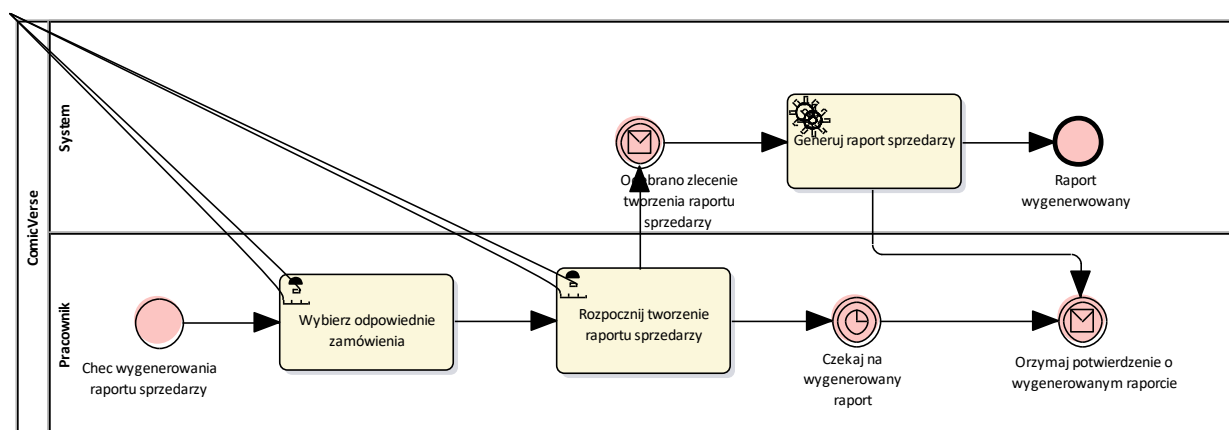 ComicVerse
System
Generuj raport sprzedarzy
Odebrano zlecenie
tworzenia raportu
sprzedarzy
Raport
wygenerwowany
Pracownik
Chec wygenerowania
raportu sprzedarzy
Wybierz odpowiednie
zamówienia
Rozpocznij tworzenie
raportu sprzedarzy
Czekaj na
wygenerowany
raport
Orzymaj potwierdzenie o
wygenerowanym raporcie